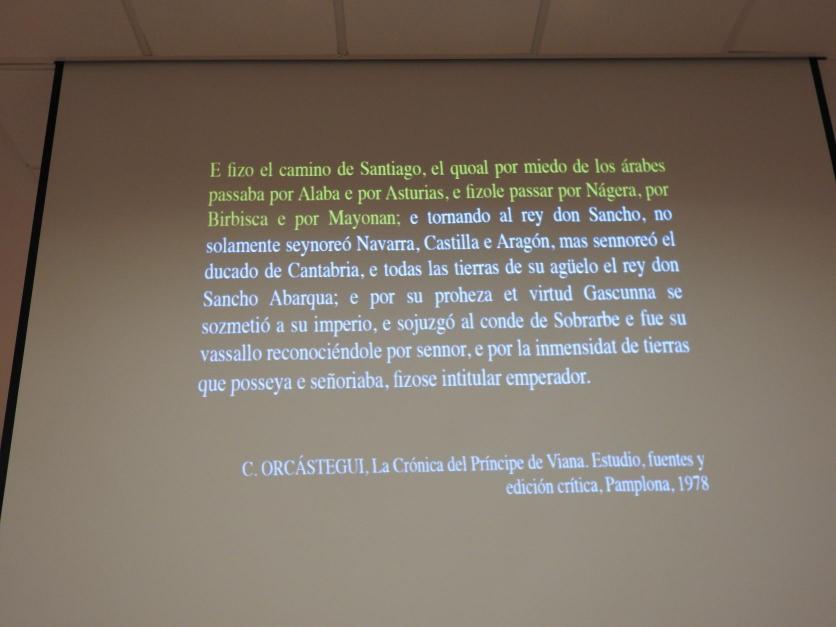 E fizo el camino de Santiago, el quoal por miedo de los árabes
passaba por Alaba e por Asturias, e fizole passar por Nágera, por
Birbisca e por Mayonan; e tornando al rey don Sancho, no
solamente seynoreó Navarra, Castilla e Aragón, mas sennoreó el
ducado de Cantabria, e todas las tierras de su agüelo el rey don
Sancho Abarqua; e por su proheza et virtud Gascunna se
sozmetió a su imperio, e sojuzgó al conde de Sobrarbe e fue su
vassallo reconociéndole por sennor, e por la inmensidat de tierras
que posseya e señoriaba, fizose intitular emperador.
C. ORCÁSTEGUI, La Crónica del Príncipe de Viana. Estudio, fuentes y
edición crítica, Pamplona, 1978